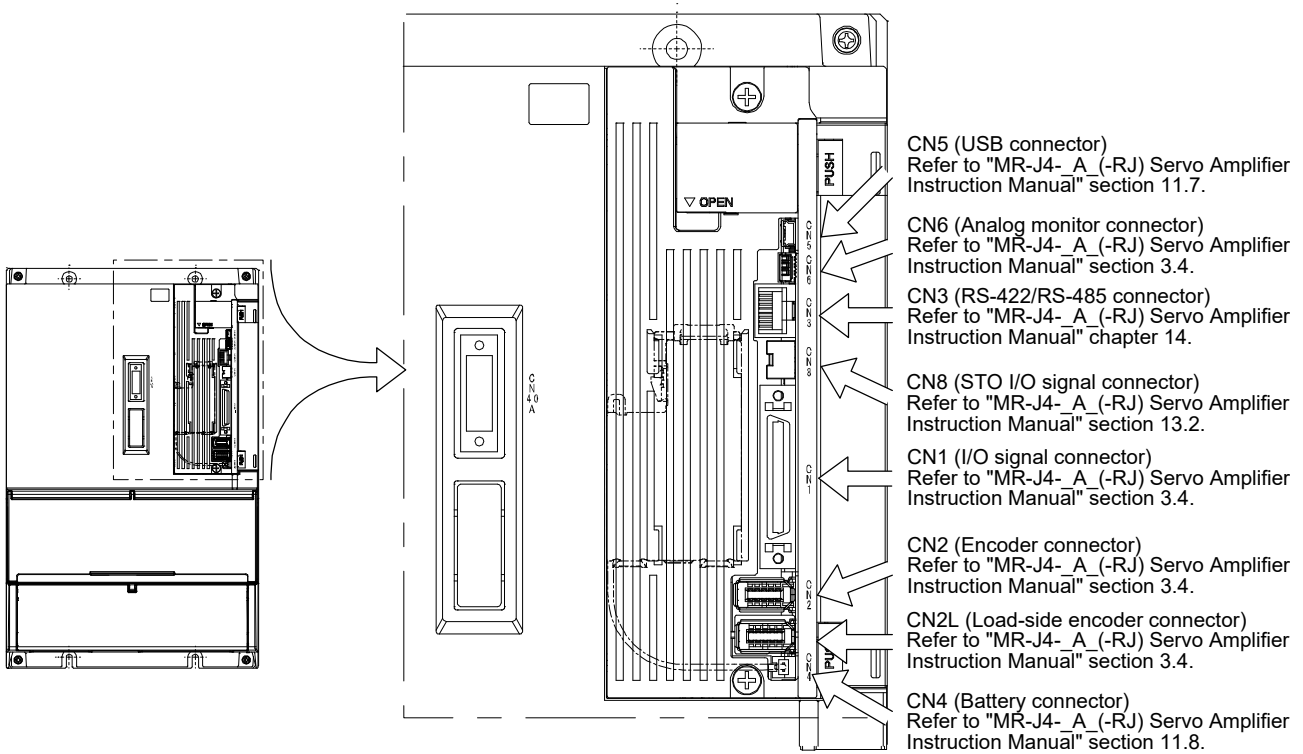 CN5 (USB connector)
Refer to "MR-J4-_A_(-RJ) Servo Amplifier
Instruction Manual" section 11.7.
CN6 (Analog monitor connector)
Refer to "MR-J4-_A_(-RJ) Servo Amplifier
Instruction Manual" section 3.4.
CN3 (RS-422/RS-485 connector)
Refer to "MR-J4-_A_(-RJ) Servo Amplifier
Instruction Manual" chapter 14.
CN8 (STO I/O signal connector)
Refer to "MR-J4-_A_(-RJ) Servo Amplifier
Instruction Manual" section 13.2.
CN1 (I/O signal connector)
Refer to "MR-J4-_A_(-RJ) Servo Amplifier
Instruction Manual" section 3.4.
CN2 (Encoder connector)
Refer to "MR-J4-_A_(-RJ) Servo Amplifier
Instruction Manual" section 3.4.
CN2L (Load-side encoder connector)
Refer to "MR-J4-_A_(-RJ) Servo Amplifier
Instruction Manual" section 3.4.
CN4 (Battery connector)
Refer to "MR-J4-_A_(-RJ) Servo Amplifier
Instruction Manual" section 11.8.
PUSH
▽ OPEN
CN5
CN6
CN3
CN8
CN40A
CN1
CN2
CN4
PU